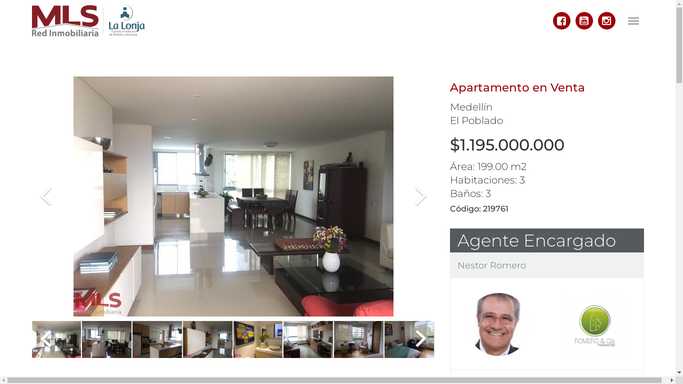 MLS
Red Inmobiliaria
La Lonja
Apartamento en Venta
Medellín
El Poblado
$1.195.000.000
Área: 199.00 m2
Habitaciones: 3
Baños: 3
Código: 219761
Agente Encargado
Nestor Romero
MLS
ROMERO & Cía